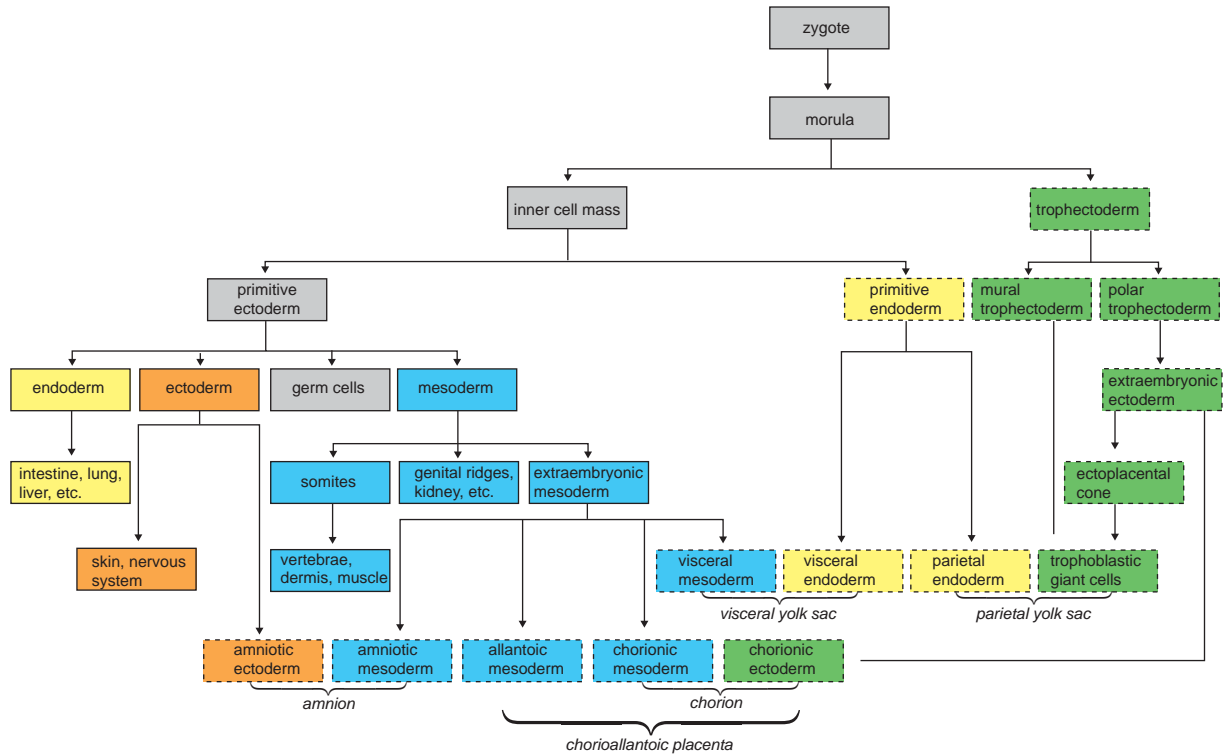 zygote
morula
inner cell mass
trophectoderm
primitive
ectoderm
primitive
endoderm
mural
trophectoderm
polar
trophectoderm
endoderm
ectoderm
germ cells
mesoderm
extraembryonic
ectoderm
intestine, lung,
liver, etc.
somites
genital ridges,
kidney, etc.
extraembryonic
mesoderm
ectoplacental
cone
skin, nervous
system
vertebrae,
dermis, muscle
visceral
mesoderm
visceral
endoderm
parietal
endoderm
trophoblastic
giant cells
visceral yolk sac
parietal yolk sac
amniotic
ectoderm
amniotic
mesoderm
allantoic
mesoderm
chorionic
mesoderm
chorionic
ectoderm
amnion
chorion
chorioallantoic placenta